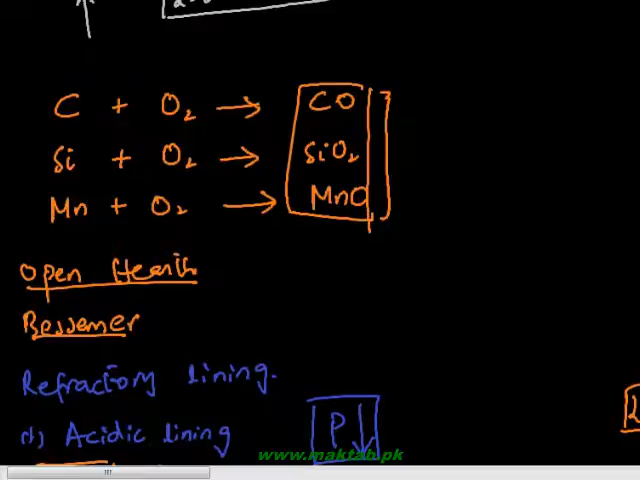 C + O₂ → CO
Si + O₂ → SiO₂
Mn + O₂ → MnO
Open Hearth
Bessemer
Refractory lining.
Acidic lining
P↓
www.maktab.pk